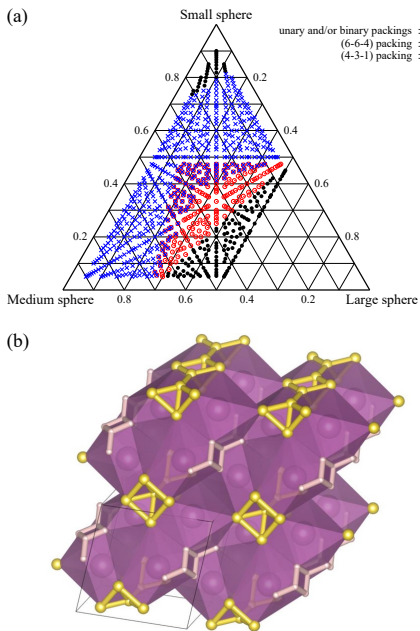 (a)
Small sphere
unary and/or binary packings :
(6-6-4) packing :
(4-3-1) packing :
0.8 0.2
0.6 0.4
0.4 0.6
0.2 0.8
Medium sphere 0.8 0.6 0.4 0.2 Large sphere
(b)